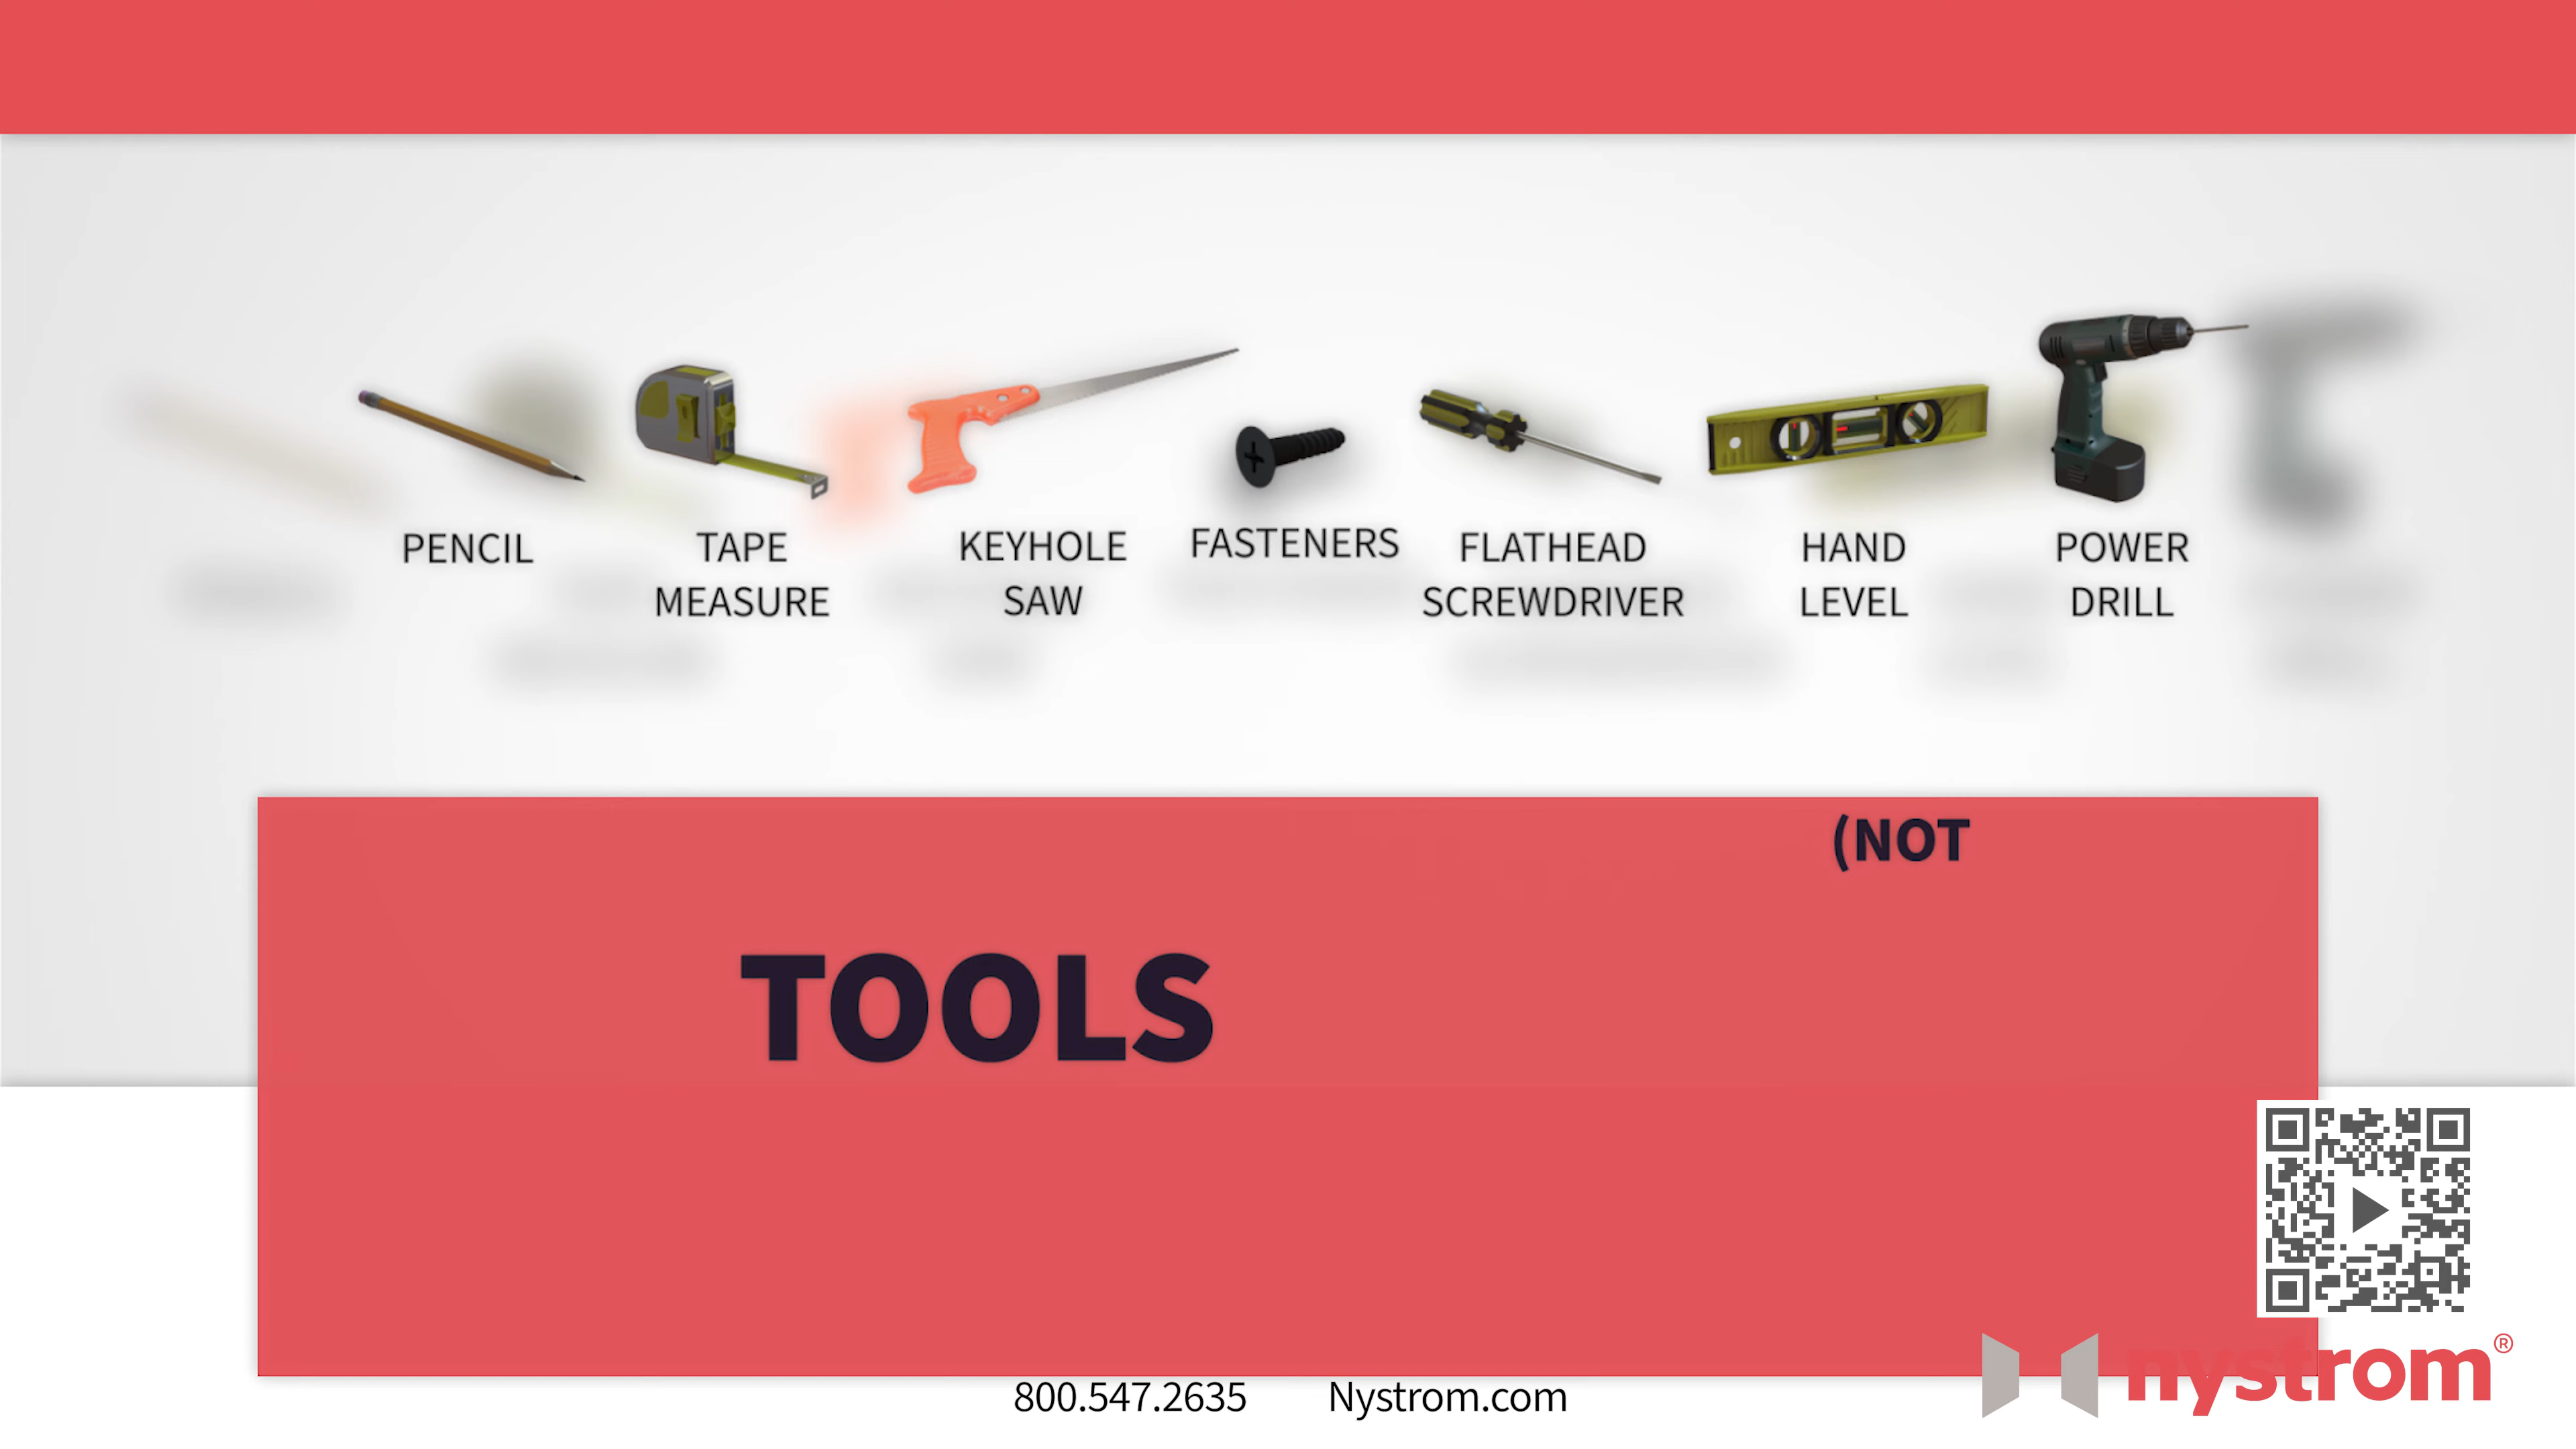 PENCIL
TAPE
MEASURE
KEYHOLE
SAW
FASTENERS
FLATHEAD
SCREWDRIVER
HAND
LEVEL
POWER
DRILL
(NOT
TOOLS
800.547.2635 Nystrom.com
nystrom®